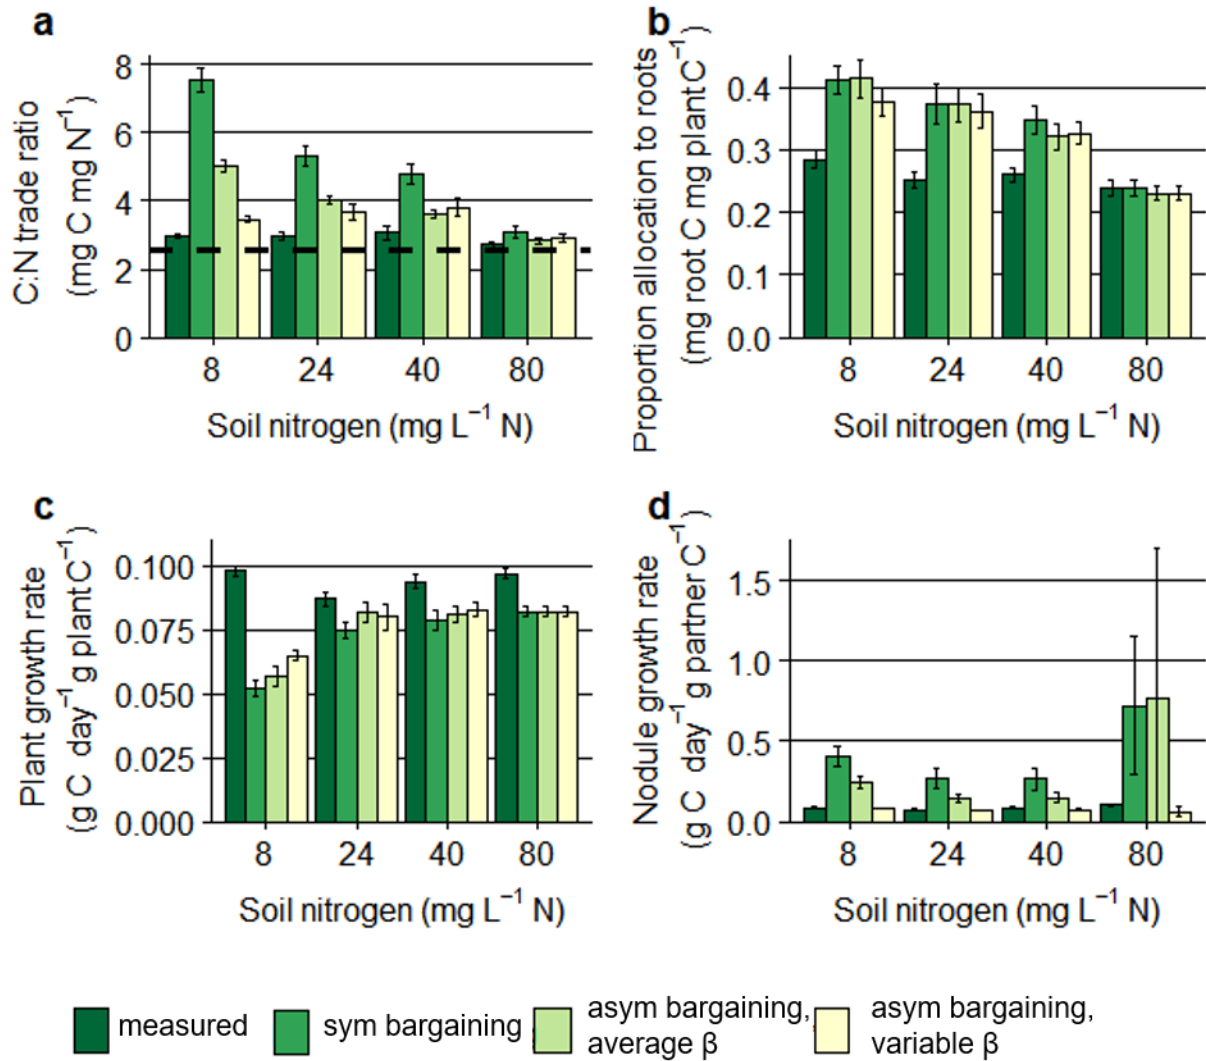 a
C:N trade ratio
(mg C mg N⁻¹)
8
6
4
2
0
8 24 40 80
Soil nitrogen (mg L⁻¹ N)
b
Proportion allocation to roots
(mg root C mg plant C⁻¹)
0.4
0.3
0.2
0.1
0.0
8 24 40 80
Soil nitrogen (mg L⁻¹ N)
c
Plant growth rate
(g C day⁻¹ g plant C⁻¹)
0.100
0.075
0.050
0.025
0.000
8 24 40 80
Soil nitrogen (mg L⁻¹ N)
d
Nodule growth rate
(g C day⁻¹ g partner C⁻¹)
1.5
1.0
0.5
0.0
8 24 40 80
Soil nitrogen (mg L⁻¹ N)
measured
sym bargaining
asym bargaining,
average β
asym bargaining,
variable β